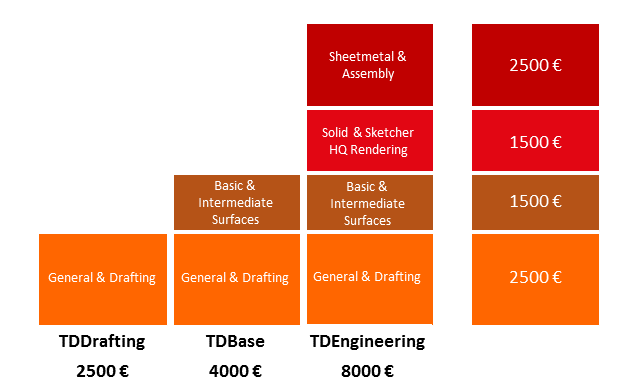 Sheetmetal &
Assembly
2500 €
Solid & Sketcher
HQ Rendering
1500 €
Basic &
Intermediate
Surfaces
Basic &
Intermediate
Surfaces
1500 €
General & Drafting
General & Drafting
General & Drafting
2500 €
TDDrafting
TDBase
TDEngineering
2500 €
4000 €
8000 €